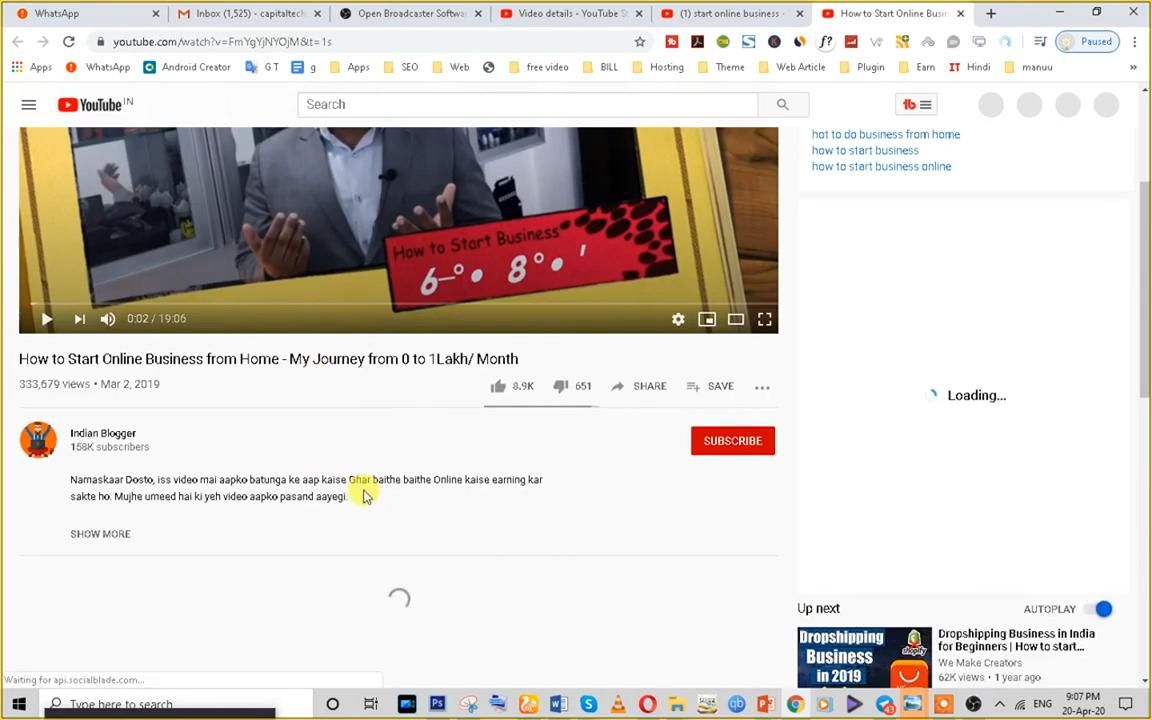 WhatsApp
Inbox (1,525) - capitaltech
Open Broadcaster Softwa
Video details - YouTube S
(1) start online business -
How to Start Online Busin
youtube.com/watch?v=FmYgYjNYOjM&t=1s
Paused
Apps
WhatsApp
Android Creator
G T
g
Apps
SEO
Web
free video
BILL
Hosting
Theme
Web Article
Plugin
Earn
IT Hindi
manuu
YouTube IN
Search
hot to do business from home
how to start business
how to start business online
How to Start Business
0:02 / 19:06
How to Start Online Business from Home - My Journey from 0 to 1Lakh/ Month
333,679 views • Mar 2, 2019
8.9K
651
SHARE
SAVE
Indian Blogger
158K subscribers
SUBSCRIBE
Namaskaar Dosto, iss video mai aapko batunga ke aap kaise Ghar baithe baithe Online kaise earning kar
sakte ho. Mujhe umeed hai ki yeh video aapko pasand aayegi.
SHOW MORE
Loading...
Up next
AUTOPLAY
Dropshipping
Business
in 2019
shopify
Dropshipping Business in India
for Beginners | How to start...
We Make Creators
62K views • 1 year ago
Waiting for api.socialblade.com...
Type here to search
ENG
9:07 PM
20-Apr-20